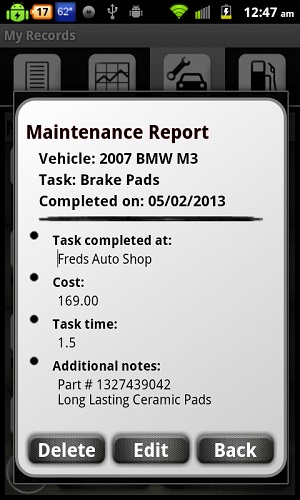 17
62°
12:47 AM
My Records
Maintenance Report
Vehicle: 2007 BMW M3
Task: Brake Pads
Completed on: 05/02/2013
Task completed at:
Freds Auto Shop
Cost:
169.00
Task time:
1.5
Additional notes:
Part # 1327439042
Long Lasting Ceramic Pads
Delete
Edit
Back